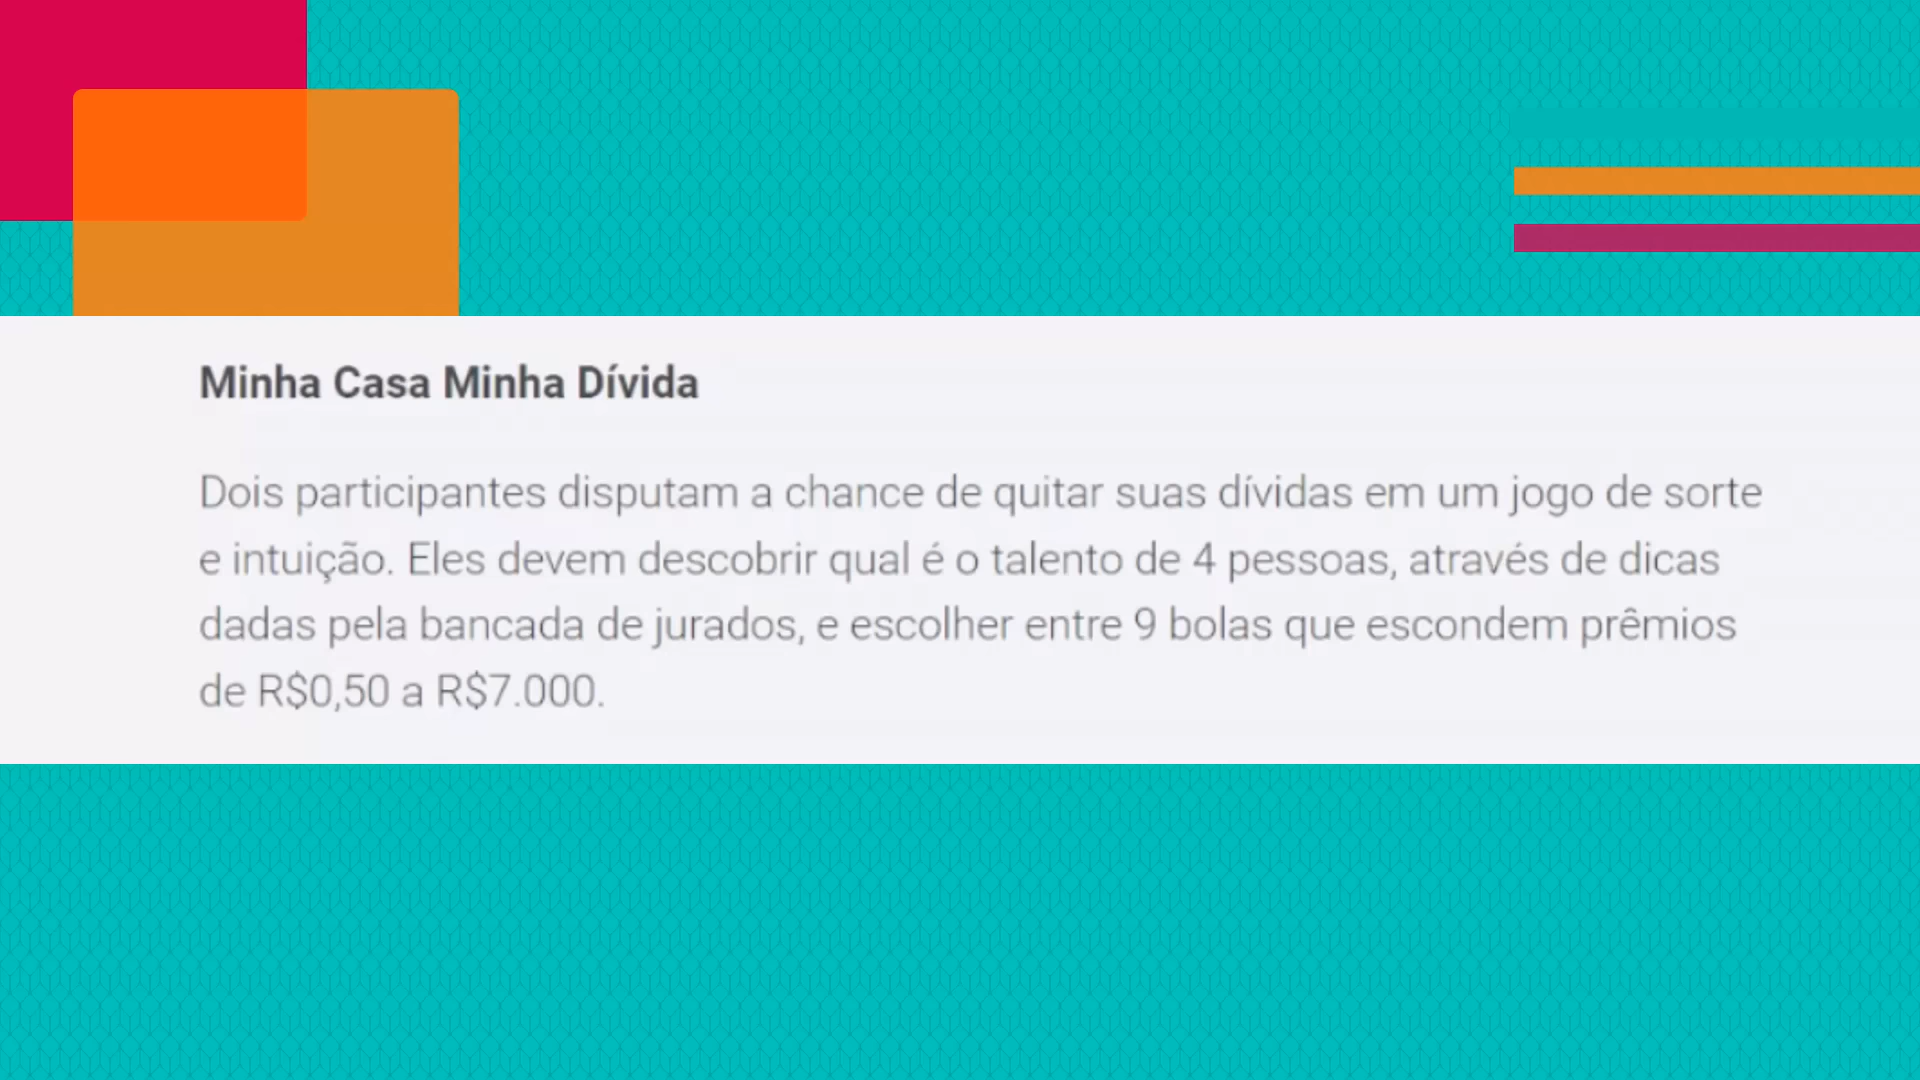 Minha Casa Minha Dívida
Dois participantes disputam a chance de quitar suas dívidas em um jogo de sorte
e intuição. Eles devem descobrir qual é o talento de 4 pessoas, através de dicas
dadas pela bancada de jurados, e escolher entre 9 bolas que escondem prêmios
de R$0,50 a R$7.000.